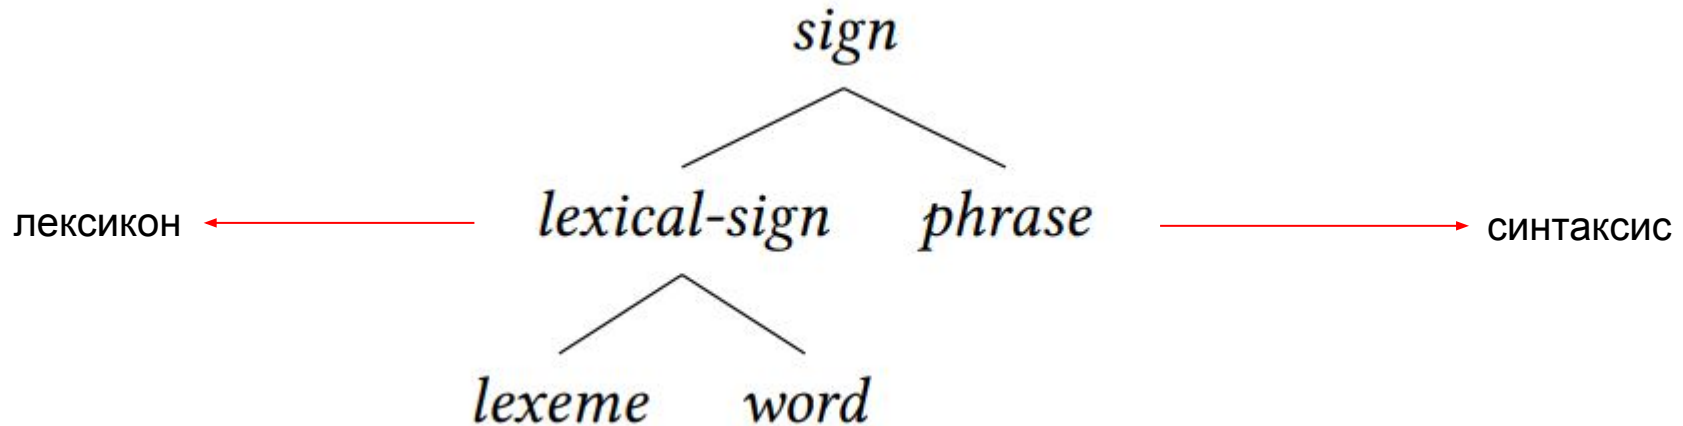 sign
лексикон lexical-sign phrase синтаксис
lexeme word